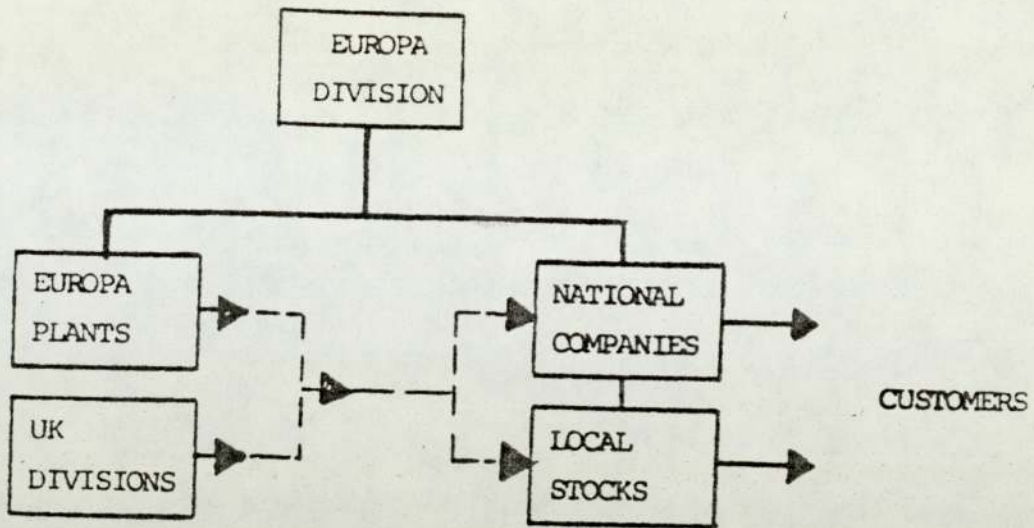 EUROPA
DIVISION
EUROPA
PLANTS
NATIONAL
COMPANIES
CUSTOMERS
UK
DIVISIONS
LOCAL
STOCKS